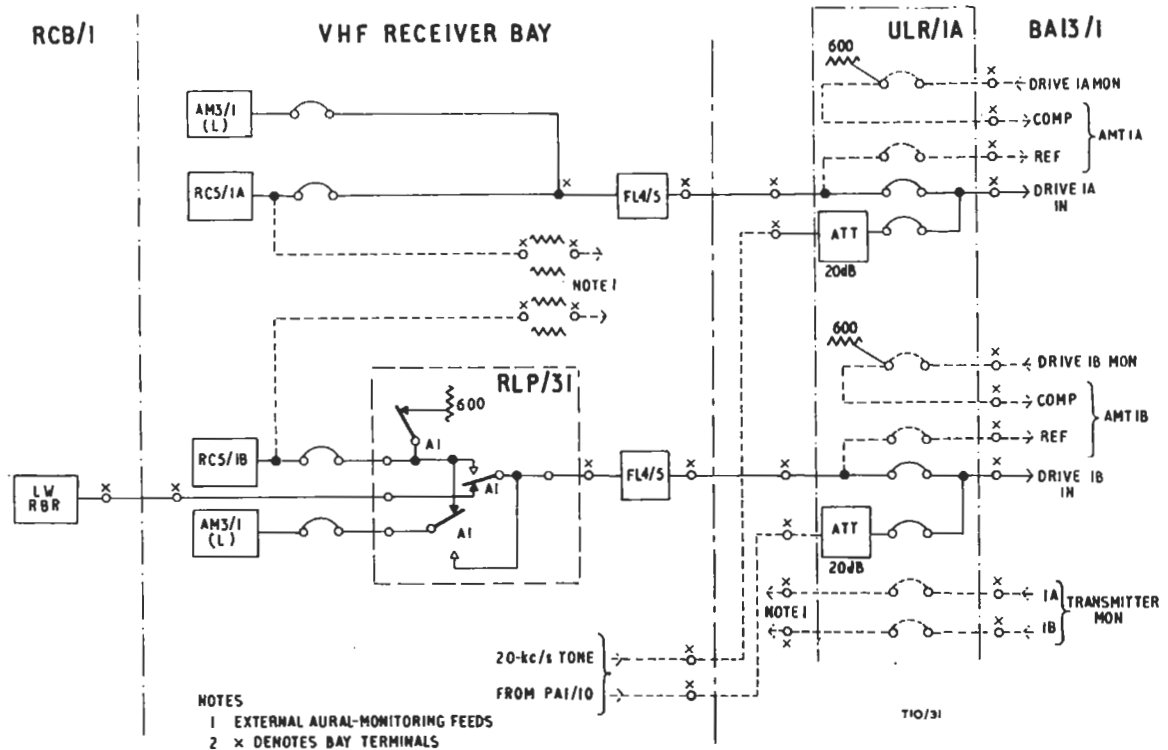 RCB/1
VHF RECEIVER BAY
ULR/1A
BA13/1
600
DRIVE 1A MON
AM3/1
(L)
COMP
AMT 1A
REF
RC5/1A
FL4/5
DRIVE 1A
IN
ATT
20dB
NOTE 1
600
DRIVE 1B MON
RLP/31
600
COMP
AMT 1B
A1
REF
RC5/1B
FL4/5
DRIVE 1B
IN
A1
LW
RBR
AM3/1
(L)
A1
ATT
20dB
1A
NOTE 1
TRANSMITTER
MON
1B
20-kc/s TONE
FROM PA1/10
NOTES
1 EXTERNAL AURAL-MONITORING FEEDS
2 × DENOTES BAY TERMINALS
T10/31